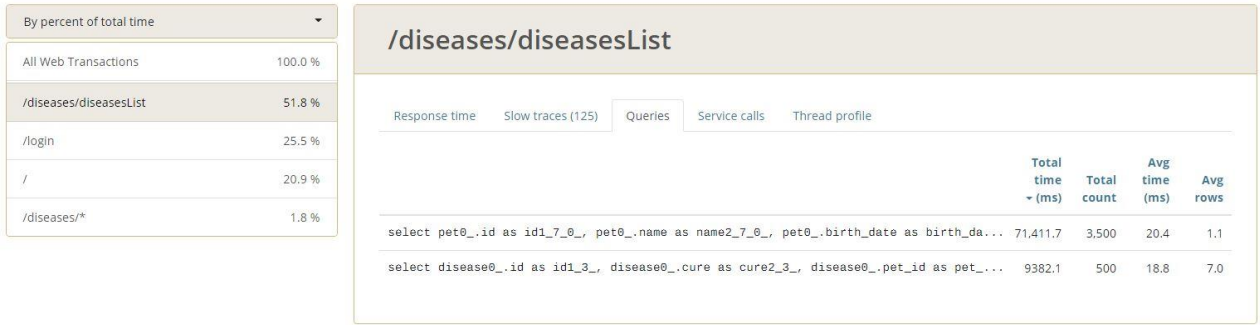 By percent of total time
All Web Transactions 100.0 %
/diseases/diseasesList 51.8 %
/login 25.5 %
/ 20.9 %
/diseases/* 1.8 %
/diseases/diseasesList
Response time Slow traces (125) Queries Service calls Thread profile
Total time (ms) Total count Avg time (ms) Avg rows
select pet0_.id as id1_7_0_, pet0_.name as name2_7_0_, pet0_.birth_date as birth_da... 71,411.7 3,500 20.4 1.1
select disease0_.id as id1_3_, disease0_.cure as cure2_3_, disease0_.pet_id as pet_... 9382.1 500 18.8 7.0